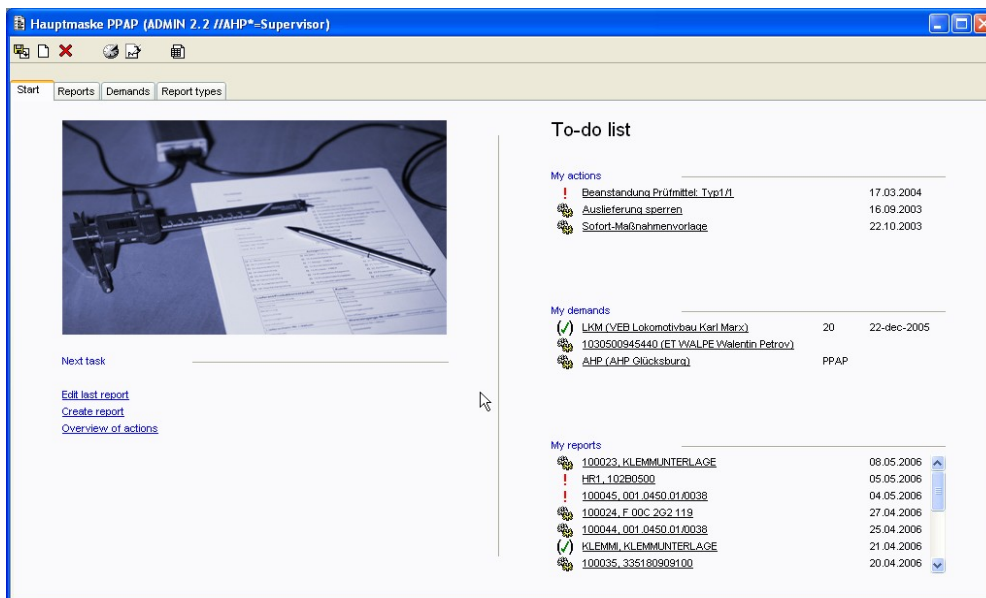 Hauptmaske PPAP (ADMIN 2.2 //AHP*=Supervisor)
Start Reports Demands Report types
To-do list
My actions
Beanstandung Prüfmittel: Typ1/1 17.03.2004
Auslieferung sperren 16.09.2003
Sofort-Maßnahmenvorlage 22.10.2003
My demands
LKM (VEB Lokomotivbau Karl Marx) 20 22-dec-2005
1030500945440 (ET WALPE Walentin Petrov)
AHP (AHP Glücksburg) PPAP
Next task
Edit last report
Create report
Overview of actions
My reports
100023, KLEMMUNTERLAGE 08.05.2006
HR1, 102B0500 05.05.2006
100045, 001.0450.01/0038 04.05.2006
100024, F 00C 2G2 119 27.04.2006
100044, 001.0450.01/0038 25.04.2006
KLEMMI, KLEMMUNTERLAGE 21.04.2006
100035, 335180909100 20.04.2006